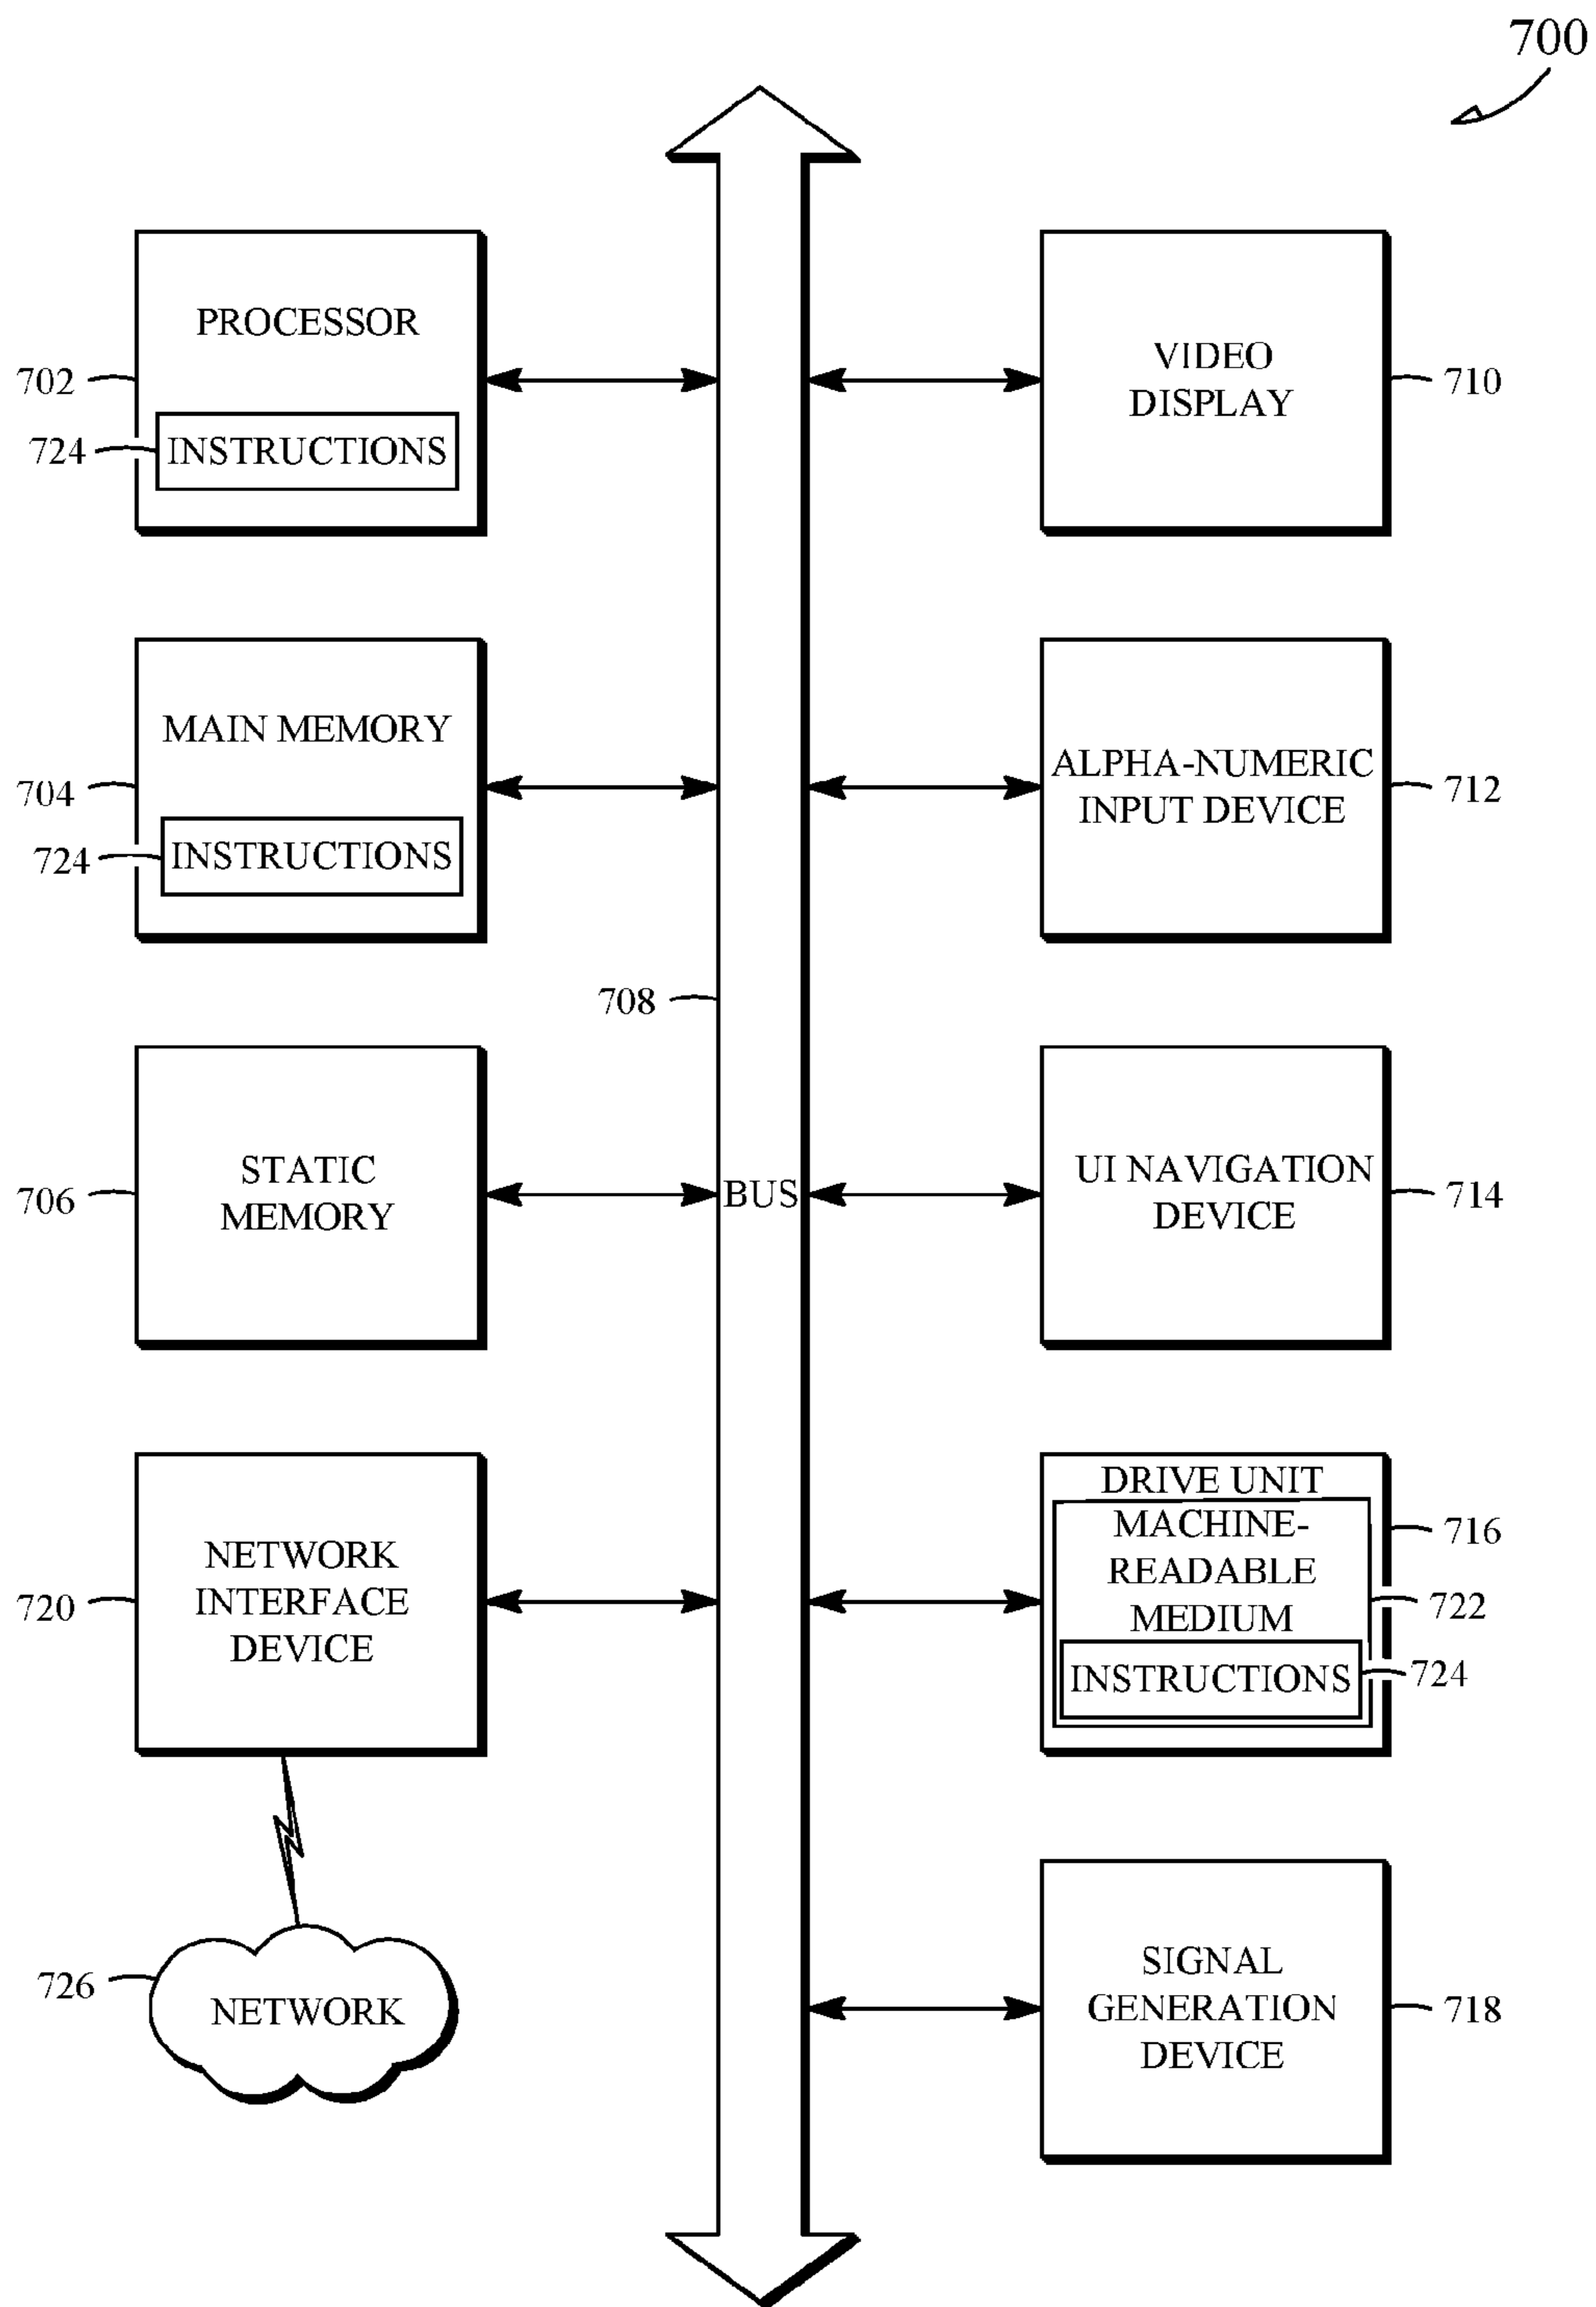 700
PROCESSOR
702
724
INSTRUCTIONS
VIDEO
DISPLAY
710
MAIN MEMORY
704
724
INSTRUCTIONS
ALPHA-NUMERIC
INPUT DEVICE
712
708
STATIC
MEMORY
706
BUS
UI NAVIGATION
DEVICE
714
NETWORK
INTERFACE
DEVICE
720
DRIVE UNIT
716
MACHINE-
READABLE
MEDIUM
722
INSTRUCTIONS
724
726
NETWORK
SIGNAL
GENERATION
DEVICE
718